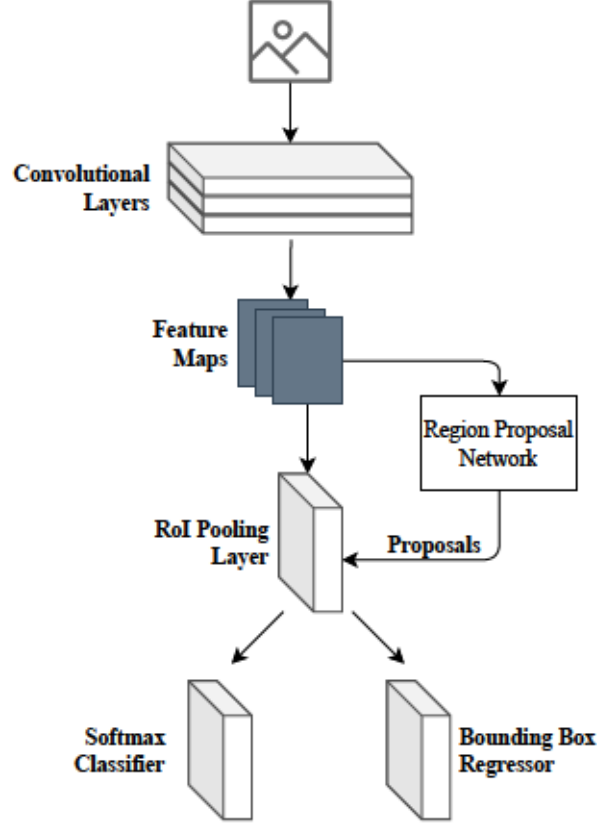 Convolutional
Layers
Feature
Maps
Region Proposal
Network
RoI Pooling
Layer
Proposals
Softmax
Classifier
Bounding Box
Regressor